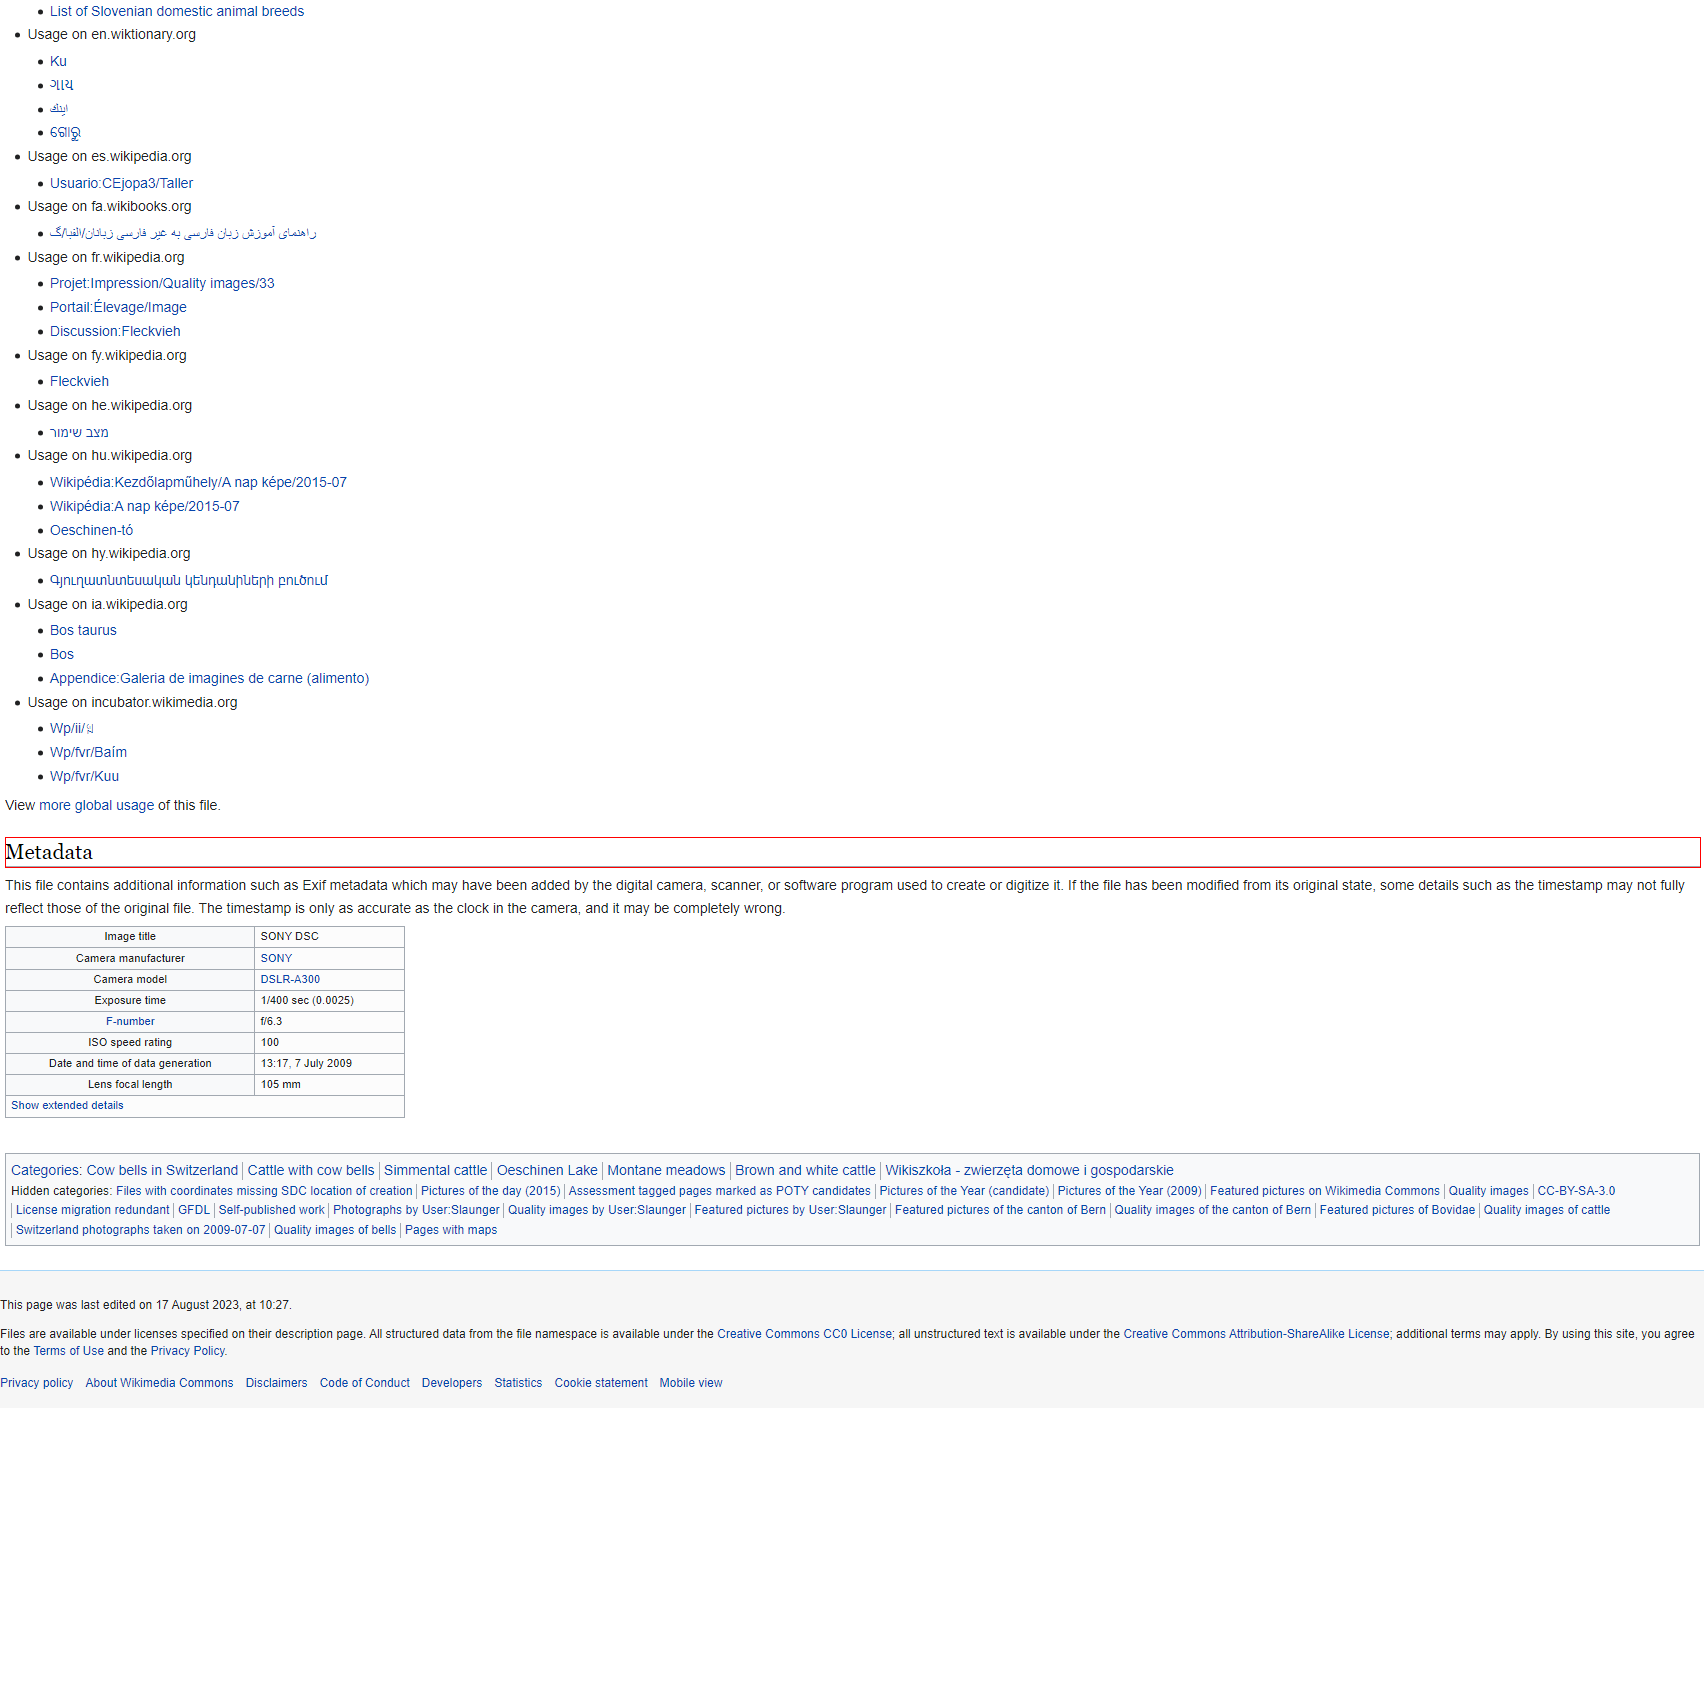 List of Slovenian domestic animal breeds
Usage on en.wiktionary.org
Ku
ગાય
اينك
ଗୋରୁ
Usage on es.wikipedia.org
Usuario:CEjopa3/Taller
Usage on fa.wikibooks.org
راهنمای آموزش زبان فارسی به غیر فارسی زبانان/الفبا/گ
Usage on fr.wikipedia.org
Projet:Impression/Quality images/33
Portail:Élevage/Image
Discussion:Fleckvieh
Usage on fy.wikipedia.org
Fleckvieh
Usage on he.wikipedia.org
מצב שימור
Usage on hu.wikipedia.org
Wikipédia:Kezdőlapműhely/A nap képe/2015-07
Wikipédia:A nap képe/2015-07
Oeschinen-tó
Usage on hy.wikipedia.org
Գյուղատնտեսական կենդանիների բուծում
Usage on ia.wikipedia.org
Bos taurus
Bos
Appendice:Galeria de imagines de carne (alimento)
Usage on incubator.wikimedia.org
Wp/ii/
Wp/fvr/Baím
Wp/fvr/Kuu
View more global usage of this file.
Metadata
This file contains additional information such as Exif metadata which may have been added by the digital camera, scanner, or software program used to create or digitize it. If the file has been modified from its original state, some details such as the timestamp may not fully
reflect those of the original file. The timestamp is only as accurate as the clock in the camera, and it may be completely wrong.
Image title SONY DSC
Camera manufacturer SONY
Camera model DSLR-A300
Exposure time 1/400 sec (0.0025)
F-number f/6.3
ISO speed rating 100
Date and time of data generation 13:17, 7 July 2009
Lens focal length 105 mm
Show extended details
Categories: Cow bells in Switzerland | Cattle with cow bells | Simmental cattle | Oeschinen Lake | Montane meadows | Brown and white cattle | Wikiszkoła - zwierzęta domowe i gospodarskie
Hidden categories: Files with coordinates missing SDC location of creation | Pictures of the day (2015) | Assessment tagged pages marked as POTY candidates | Pictures of the Year (candidate) | Pictures of the Year (2009) | Featured pictures on Wikimedia Commons | Quality images | CC-BY-SA-3.0
| License migration redundant | GFDL | Self-published work | Photographs by User:Slaunger | Quality images by User:Slaunger | Featured pictures by User:Slaunger | Featured pictures of the canton of Bern | Quality images of the canton of Bern | Featured pictures of Bovidae | Quality images of cattle
| Switzerland photographs taken on 2009-07-07 | Quality images of bells | Pages with maps
This page was last edited on 17 August 2023, at 10:27.
Files are available under licenses specified on their description page. All structured data from the file namespace is available under the Creative Commons CC0 License; all unstructured text is available under the Creative Commons Attribution-ShareAlike License; additional terms may apply. By using this site, you agree
to the Terms of Use and the Privacy Policy.
Privacy policy About Wikimedia Commons Disclaimers Code of Conduct Developers Statistics Cookie statement Mobile view